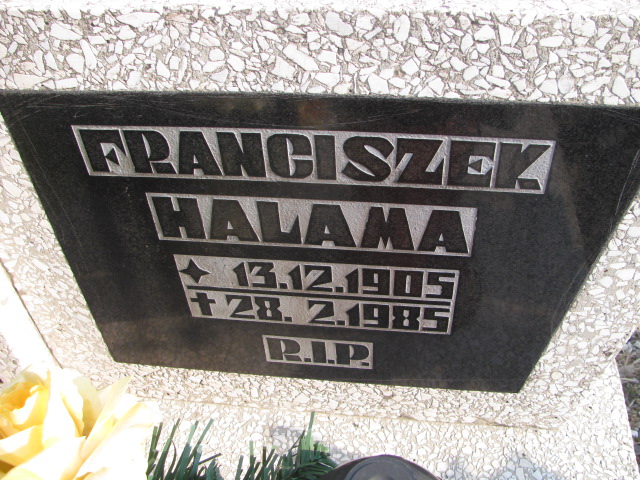 FRANCISZEK
HALAMA
✦ 13.12.1905
✝ 28. 2.1985
R.I.P.